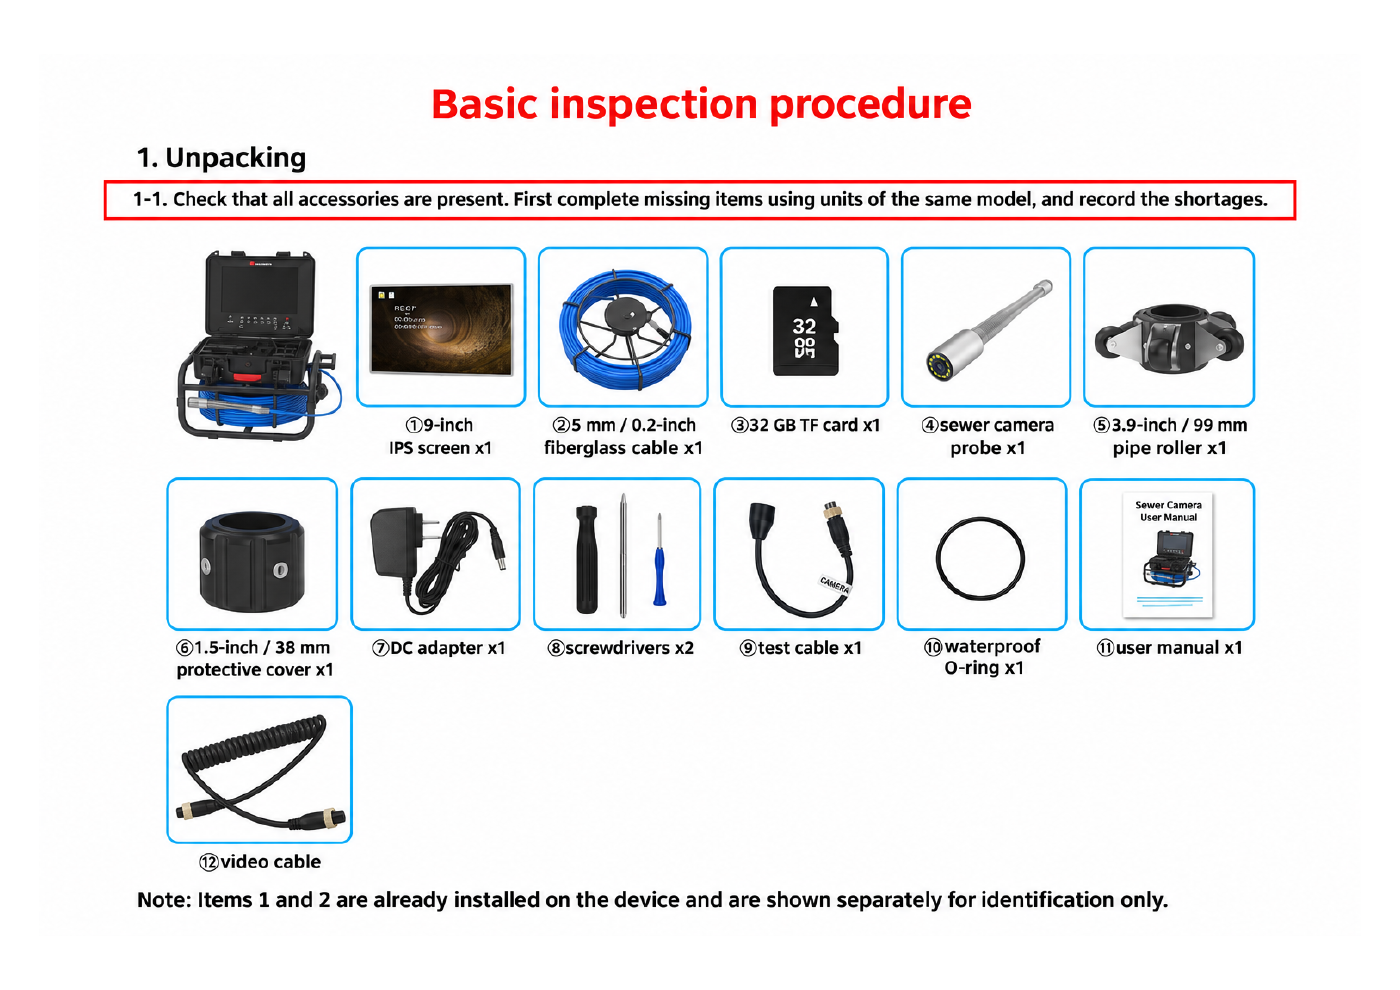 Basic inspection procedure
1. Unpacking
1-1. Check that all accessories are present. First complete missing items using units of the same model, and record the shortages.
①9-inch
IPS screen x1
②5 mm / 0.2-inch
fiberglass cable x1
32
③32 GB TF card x1
④sewer camera
probe x1
⑤3.9-inch / 99 mm
pipe roller x1
⑥1.5-inch / 38 mm
protective cover x1
⑦DC adapter x1
⑧screwdrivers x2
CAMERA
⑨test cable x1
⑩waterproof
O-ring x1
Sewer Camera
User Manual
⑪user manual x1
⑫video cable
Note: Items 1 and 2 are already installed on the device and are shown separately for identification only.